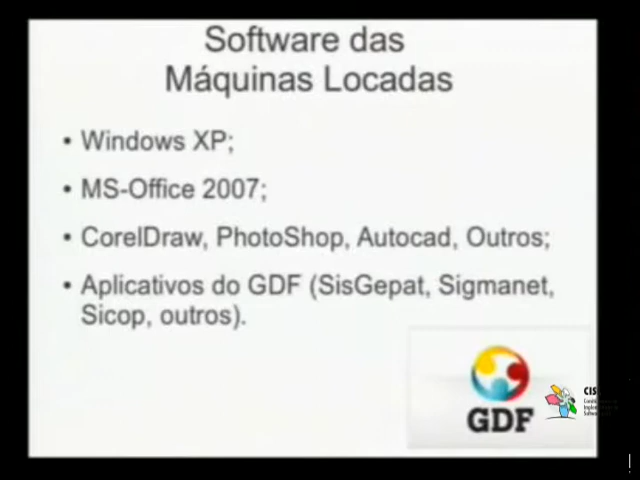 Software das
Máquinas Locadas
• Windows XP;
• MS-Office 2007;
• CorelDraw, PhotoShop, Autocad, Outros;
• Aplicativos do GDF (SisGepat, Sigmanet,
Sicop, outros).
GDF
CIS